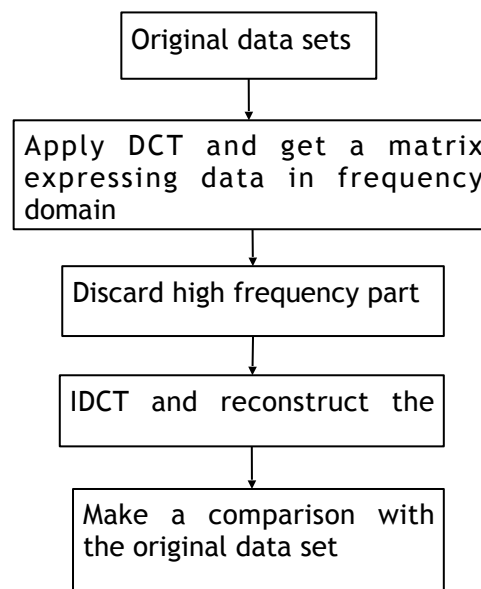 Original data sets
Apply DCT and get a matrix
expressing data in frequency
domain
Discard high frequency part
IDCT and reconstruct the
Make a comparison with
the original data set